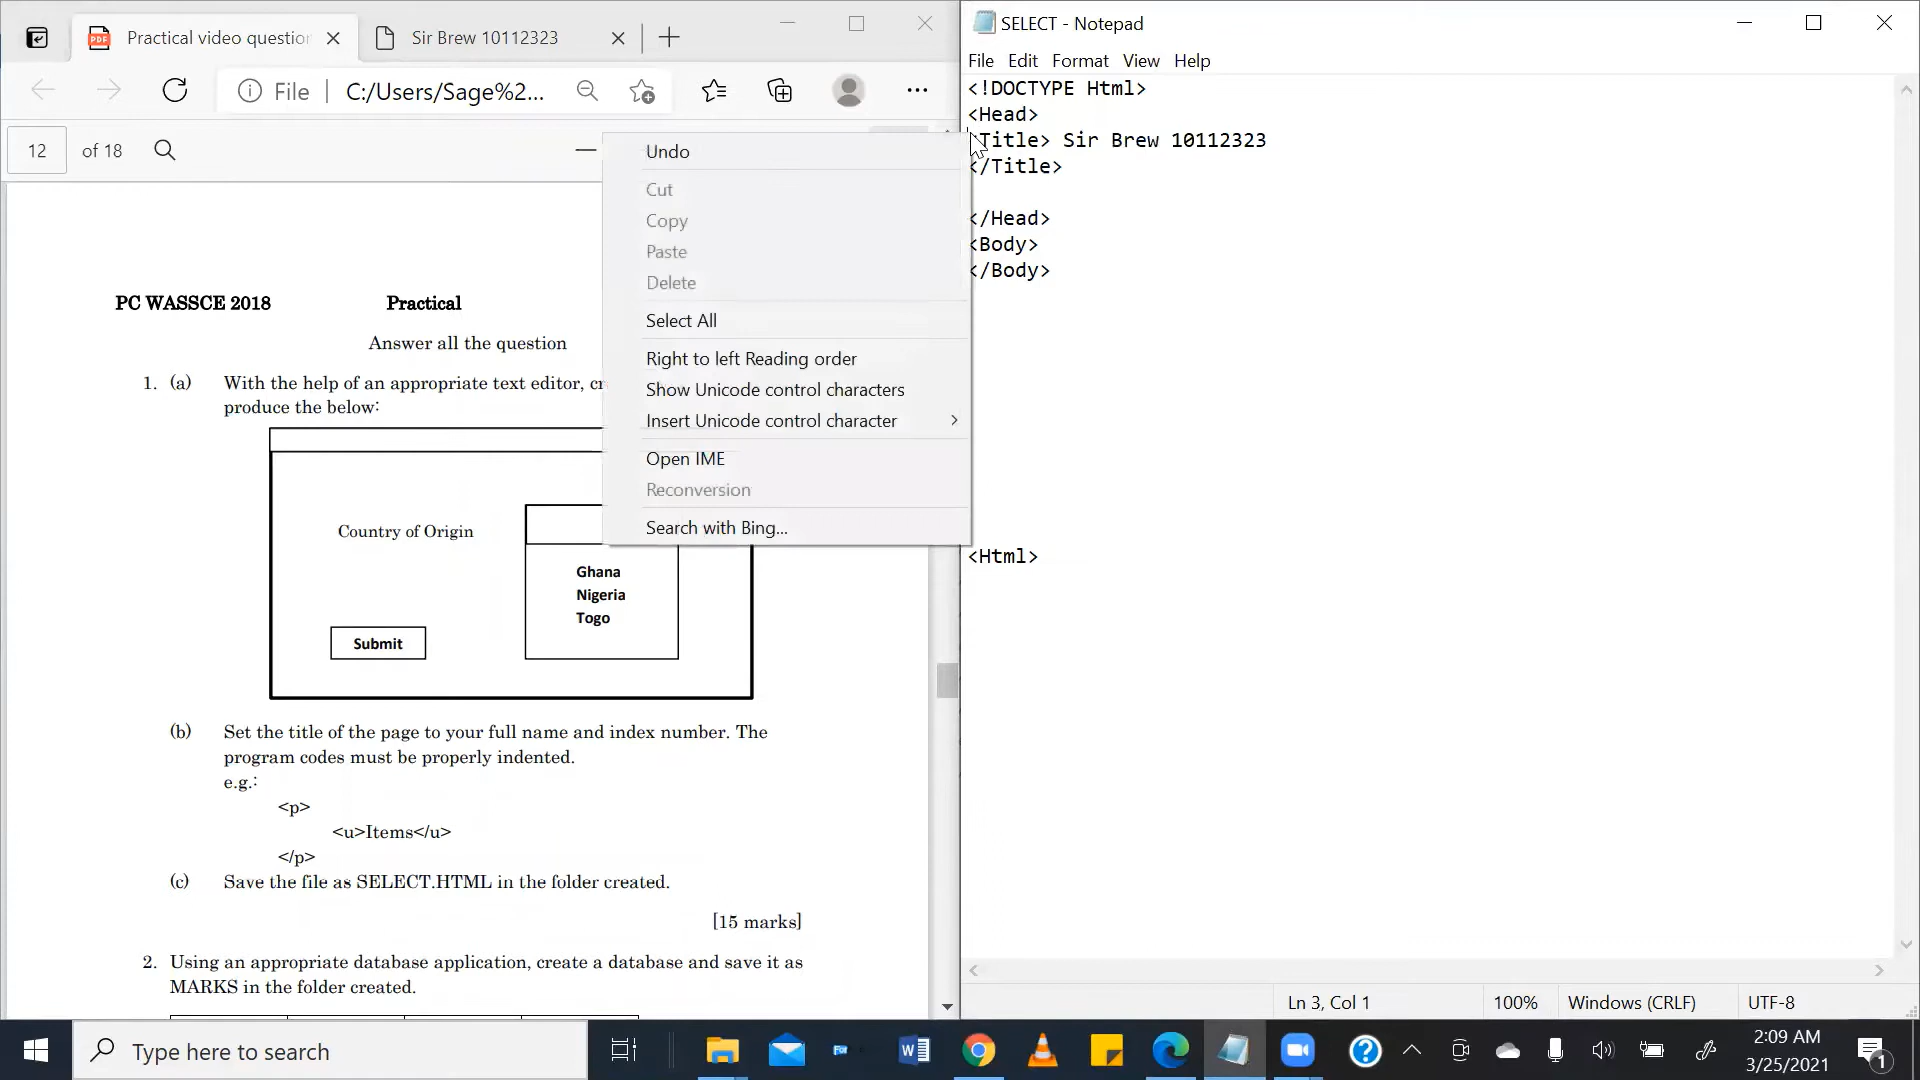 Practical video question
Sir Brew 10112323
File
C:/Users/Sage%2...
12 of 18
PC WASSCE 2018 Practical
Answer all the question
1. (a) With the help of an appropriate text editor, cr
produce the below:
Country of Origin
Ghana
Nigeria
Togo
Submit
(b) Set the title of the page to your full name and index number. The
program codes must be properly indented.
e.g.:
<p>
<u>Items</u>
</p>
(c) Save the file as SELECT.HTML in the folder created.
[15 marks]
2. Using an appropriate database application, create a database and save it as
MARKS in the folder created.
Undo
Cut
Copy
Paste
Delete
Select All
Right to left Reading order
Show Unicode control characters
Insert Unicode control character
Open IME
Reconversion
Search with Bing...
SELECT - Notepad
File Edit Format View Help
<!DOCTYPE Html>
<Head>
<Title> Sir Brew 10112323
</Title>
</Head>
<Body>
</Body>
<Html>
Ln 3, Col 1
100%
Windows (CRLF)
UTF-8
Type here to search
2:09 AM
3/25/2021
1